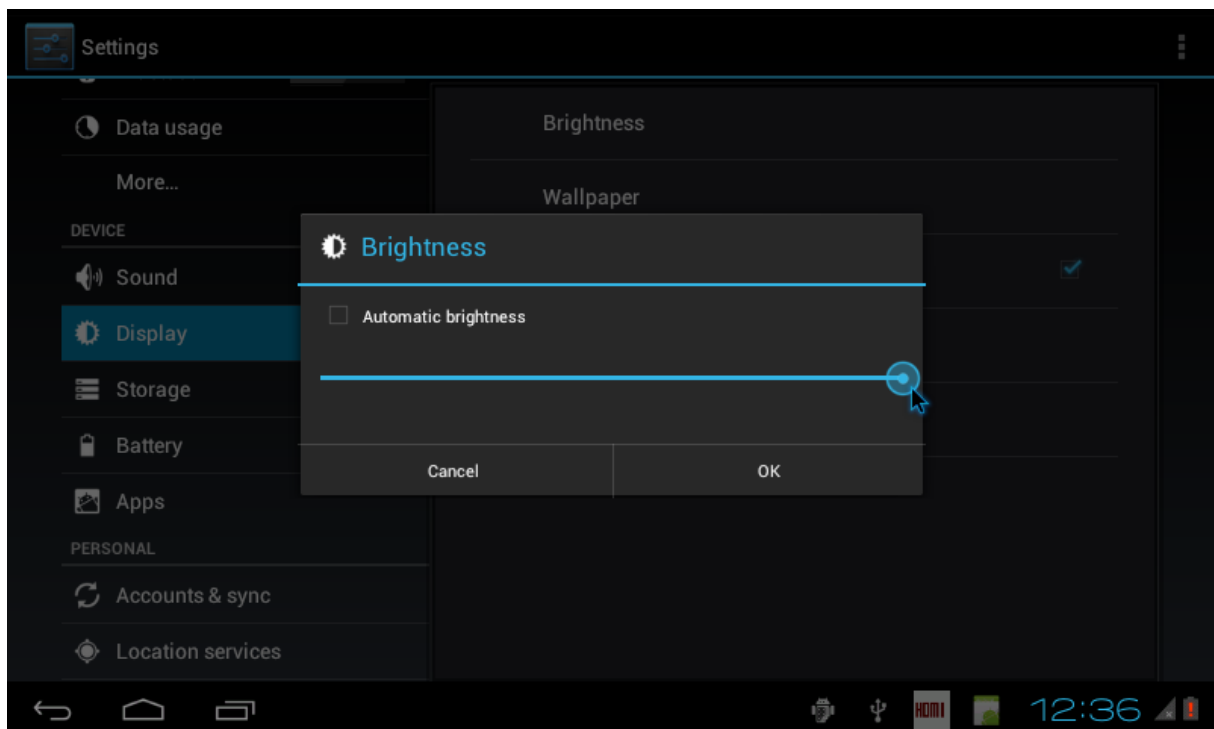 Settings
Data usage
More...
DEVICE
Sound
Display
Storage
Battery
Apps
PERSONAL
Accounts & sync
Location services
Brightness
Wallpaper
Brightness
Automatic brightness
Cancel
OK
HDMI
12:36